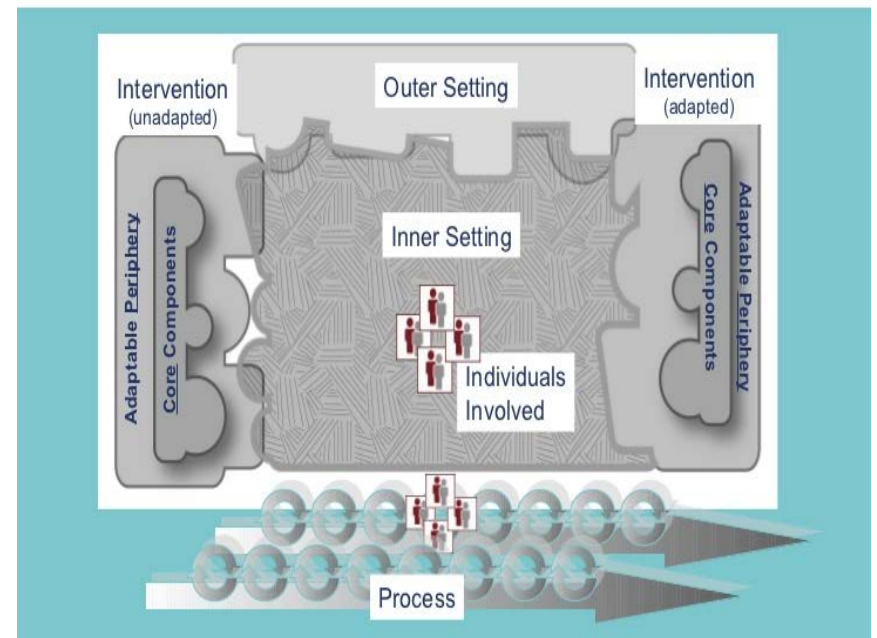 Intervention
(unadapted)
Outer Setting
Intervention
(adapted)
Adaptable Periphery
Core Components
Inner Setting
Individuals
Involved
Core Components
Adaptable Periphery
Process